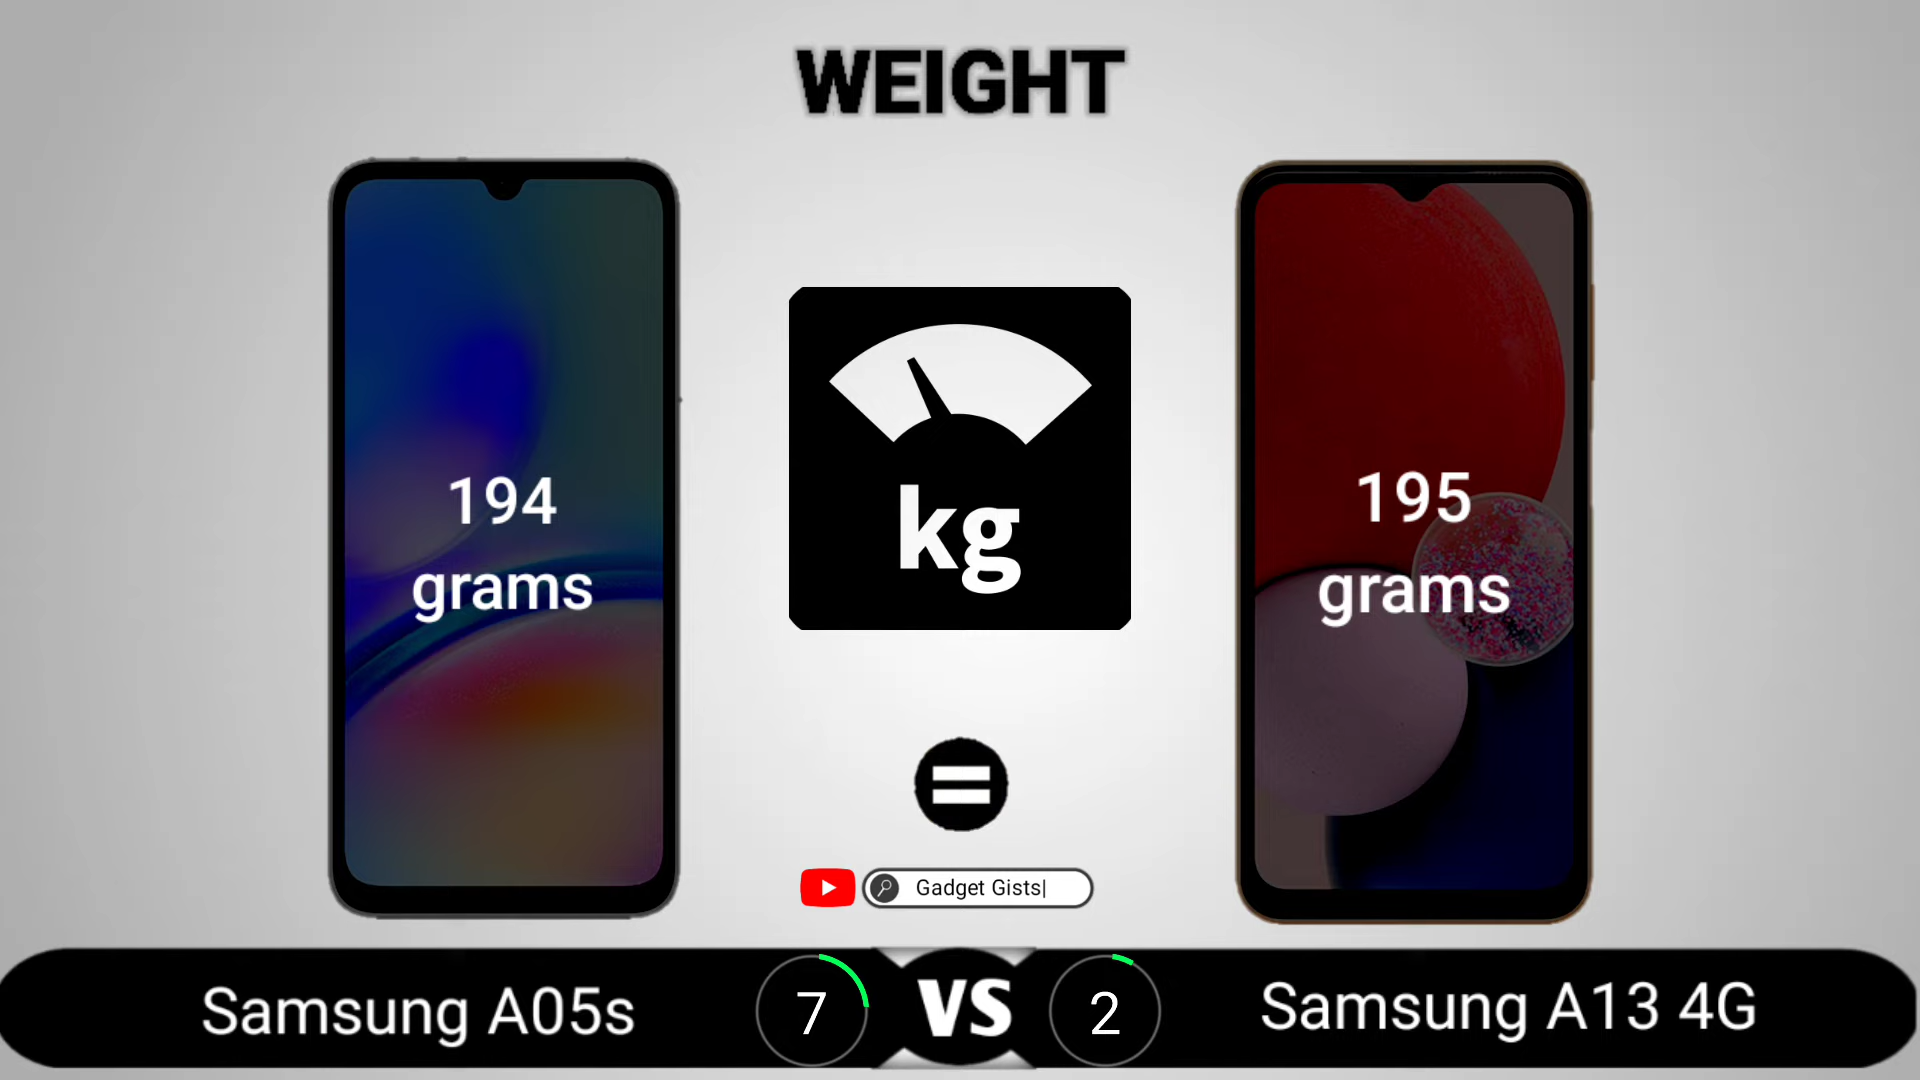 WEIGHT
194
grams
kg
195
grams
Gadget Gists|
Samsung A05s
7
VS
2
Samsung A13 4G